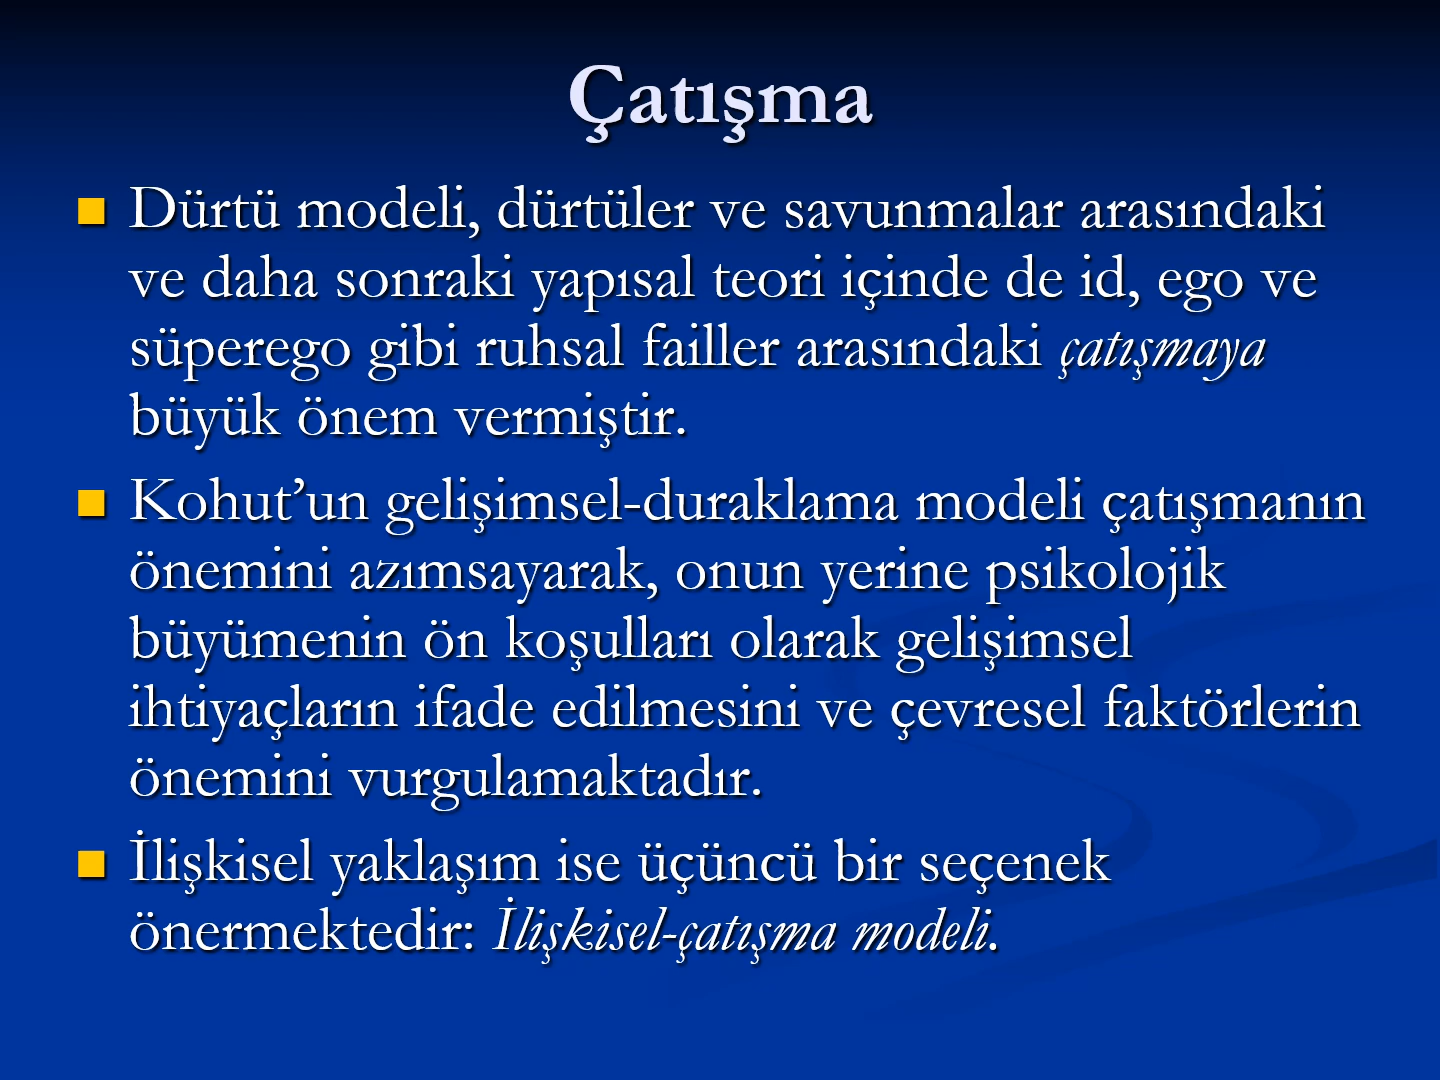 Çatışma
Dürtü modeli, dürtüler ve savunmalar arasındaki
ve daha sonraki yapısal teori içinde de id, ego ve
süperego gibi ruhsal failler arasındaki çatışmaya
büyük önem vermiştir.
Kohut’un gelişimsel-duraklama modeli çatışmanın
önemini azımsayarak, onun yerine psikolojik
büyümenin ön koşulları olarak gelişimsel
ihtiyaçların ifade edilmesini ve çevresel faktörlerin
önemini vurgulamaktadır.
İlişkisel yaklaşım ise üçüncü bir seçenek
önermektedir: İlişkisel-çatışma modeli.